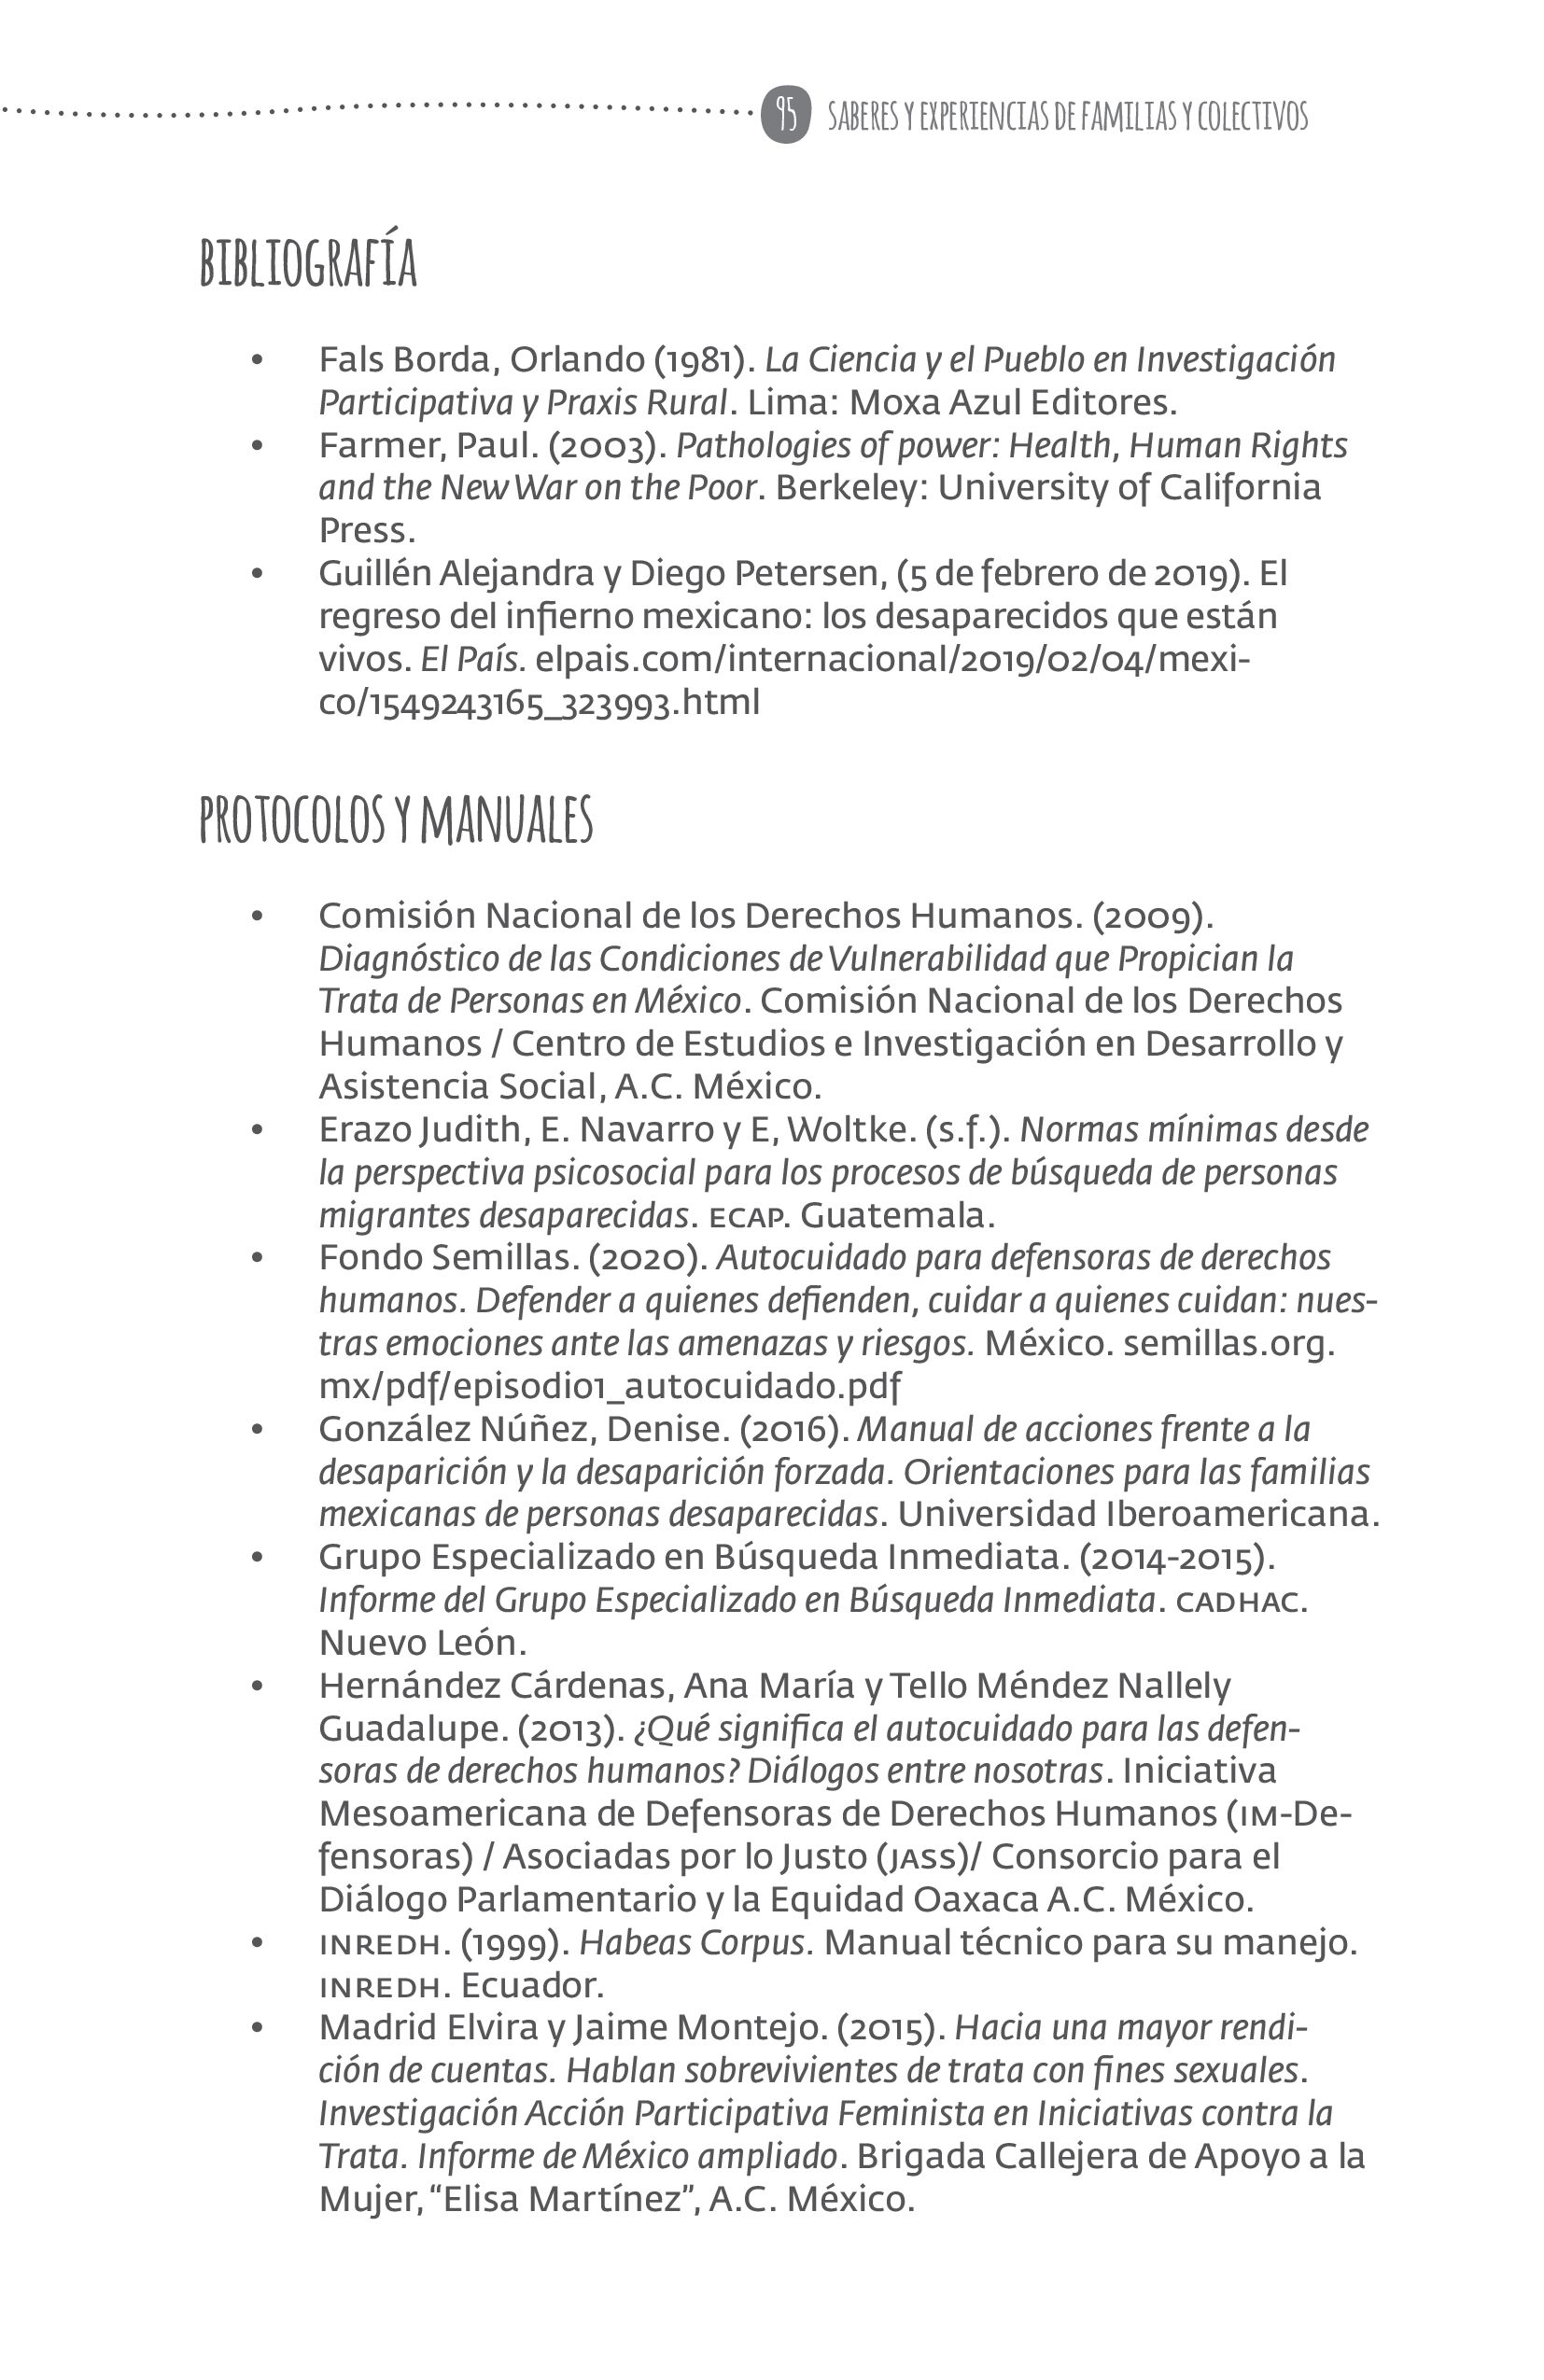 95 SABERES Y EXPERIENCIAS DE FAMILIAS Y COLECTIVOS
BIBLIOGRAFÍA
• Fals Borda, Orlando (1981). La Ciencia y el Pueblo en Investigación
Participativa y Praxis Rural. Lima: Moxa Azul Editores.
• Farmer, Paul. (2003). Pathologies of power: Health, Human Rights
and the New War on the Poor. Berkeley: University of California
Press.
• Guillén Alejandra y Diego Petersen, (5 de febrero de 2019). El
regreso del infierno mexicano: los desaparecidos que están
vivos. El País. elpais.com/internacional/2019/02/04/mexi-
co/1549243165_323993.html
PROTOCOLOS Y MANUALES
• Comisión Nacional de los Derechos Humanos. (2009).
Diagnóstico de las Condiciones de Vulnerabilidad que Propician la
Trata de Personas en México. Comisión Nacional de los Derechos
Humanos / Centro de Estudios e Investigación en Desarrollo y
Asistencia Social, A.C. México.
• Erazo Judith, E. Navarro y E, Woltke. (s.f.). Normas mínimas desde
la perspectiva psicosocial para los procesos de búsqueda de personas
migrantes desaparecidas. ECAP. Guatemala.
• Fondo Semillas. (2020). Autocuidado para defensoras de derechos
humanos. Defender a quienes defienden, cuidar a quienes cuidan: nues-
tras emociones ante las amenazas y riesgos. México. semillas.org.
mx/pdf/episodio1_autocuidado.pdf
• González Núñez, Denise. (2016). Manual de acciones frente a la
desaparición y la desaparición forzada. Orientaciones para las familias
mexicanas de personas desaparecidas. Universidad Iberoamericana.
• Grupo Especializado en Búsqueda Inmediata. (2014-2015).
Informe del Grupo Especializado en Búsqueda Inmediata. CADHAC.
Nuevo León.
• Hernández Cárdenas, Ana María y Tello Méndez Nallely
Guadalupe. (2013). ¿Qué significa el autocuidado para las defen-
soras de derechos humanos? Diálogos entre nosotras. Iniciativa
Mesoamericana de Defensoras de Derechos Humanos (IM-De-
fensoras) / Asociadas por lo Justo (JASS)/ Consorcio para el
Diálogo Parlamentario y la Equidad Oaxaca A.C. México.
• INREDH. (1999). Habeas Corpus. Manual técnico para su manejo.
INREDH. Ecuador.
• Madrid Elvira y Jaime Montejo. (2015). Hacia una mayor rendi-
ción de cuentas. Hablan sobrevivientes de trata con fines sexuales.
Investigación Acción Participativa Feminista en Iniciativas contra la
Trata. Informe de México ampliado. Brigada Callejera de Apoyo a la
Mujer, “Elisa Martínez”, A.C. México.